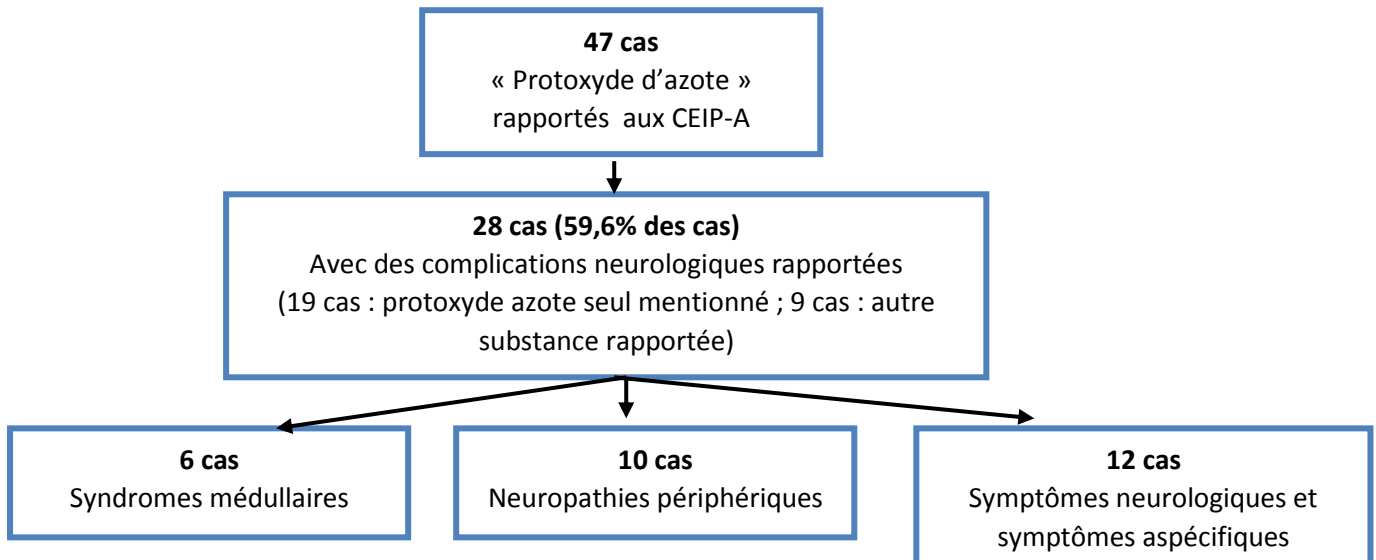 47 cas
« Protoxyde d'azote »
rapportés aux CEIP-A
28 cas (59,6% des cas)
Avec des complications neurologiques rapportées
(19 cas : protoxyde azote seul mentionné ; 9 cas : autre
substance rapportée)
6 cas
Syndromes médullaires
10 cas
Neuropathies périphériques
12 cas
Symptômes neurologiques et
symptômes aspécifiques